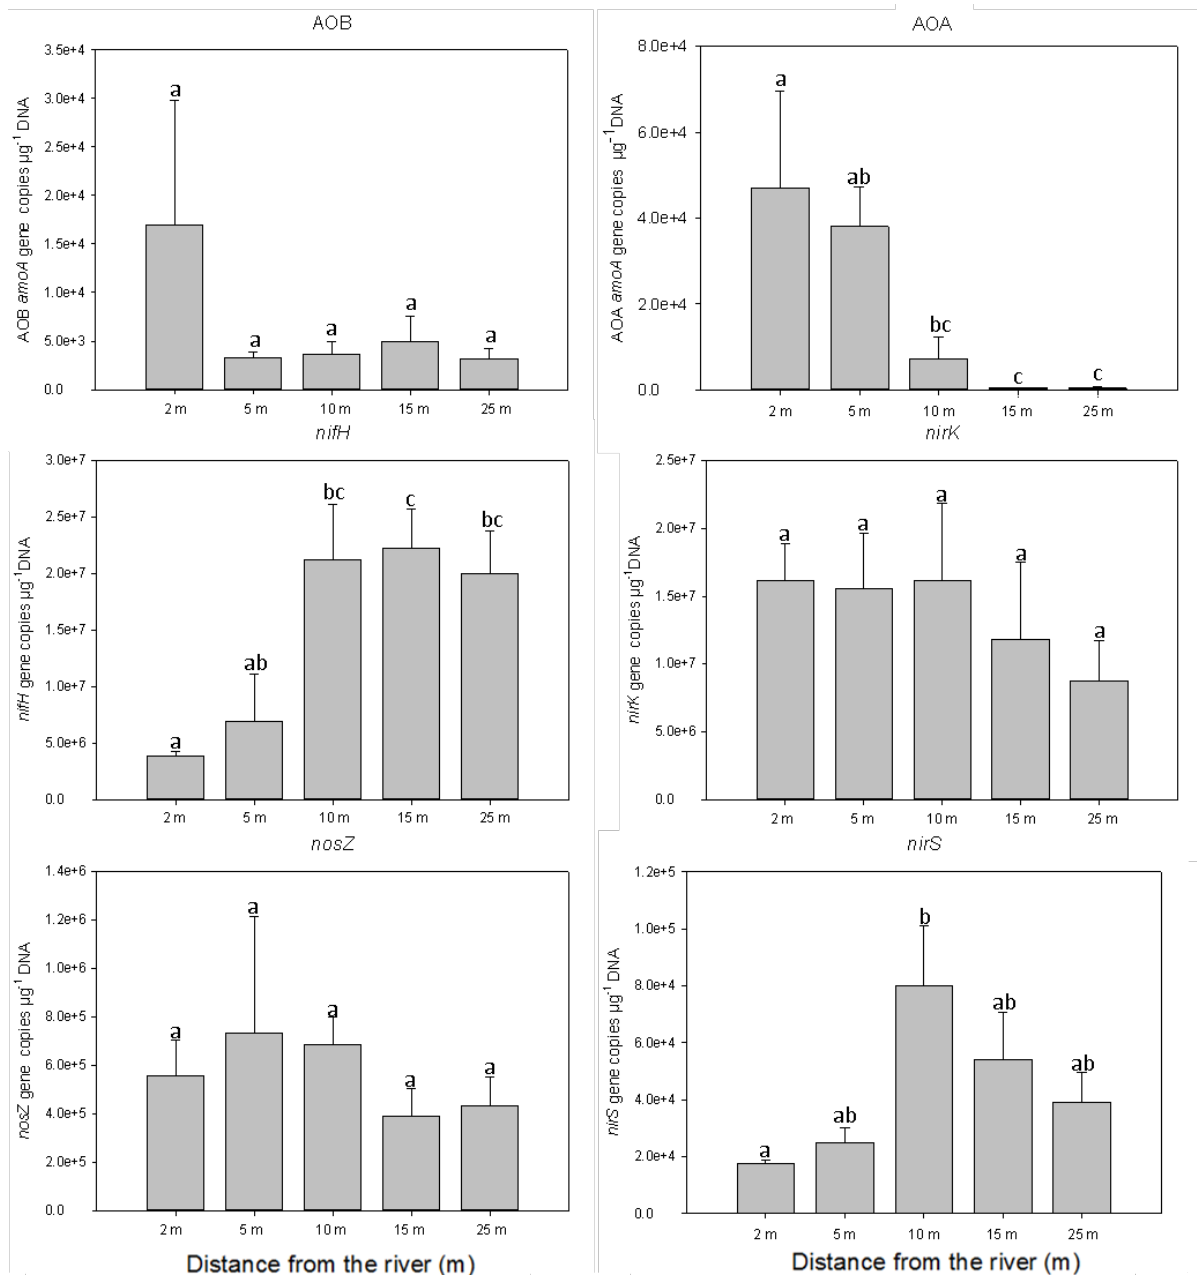 AOB
AOB amoA gene copies µg⁻¹ DNA
3.5e+4
3.0e+4
2.5e+4
2.0e+4
1.5e+4
1.0e+4
5.0e+3
0.0
a
a
a
a
a
2 m 5 m 10 m 15 m 25 m
AOA
AOA amoA gene copies µg⁻¹ DNA
8.0e+4
6.0e+4
4.0e+4
2.0e+4
0.0
a
ab
bc
c
c
2 m 5 m 10 m 15 m 25 m
nifH
nifH gene copies µg⁻¹ DNA
3.0e+7
2.5e+7
2.0e+7
1.5e+7
1.0e+7
5.0e+6
0.0
a
ab
bc
c
bc
2 m 5 m 10 m 15 m 25 m
nirK
nirK gene copies µg⁻¹ DNA
2.5e+7
2.0e+7
1.5e+7
1.0e+7
5.0e+6
0.0
a
a
a
a
a
2 m 5 m 10 m 15 m 25 m
nosZ
nosZ gene copies µg⁻¹ DNA
1.4e+6
1.2e+6
1.0e+6
8.0e+5
6.0e+5
4.0e+5
2.0e+5
0.0
a
a
a
a
a
2 m 5 m 10 m 15 m 25 m
Distance from the river (m)
nirS
nirS gene copies µg⁻¹ DNA
1.2e+5
1.0e+5
8.0e+4
6.0e+4
4.0e+4
2.0e+4
0.0
a
ab
b
ab
ab
2 m 5 m 10 m 15 m 25 m
Distance from the river (m)